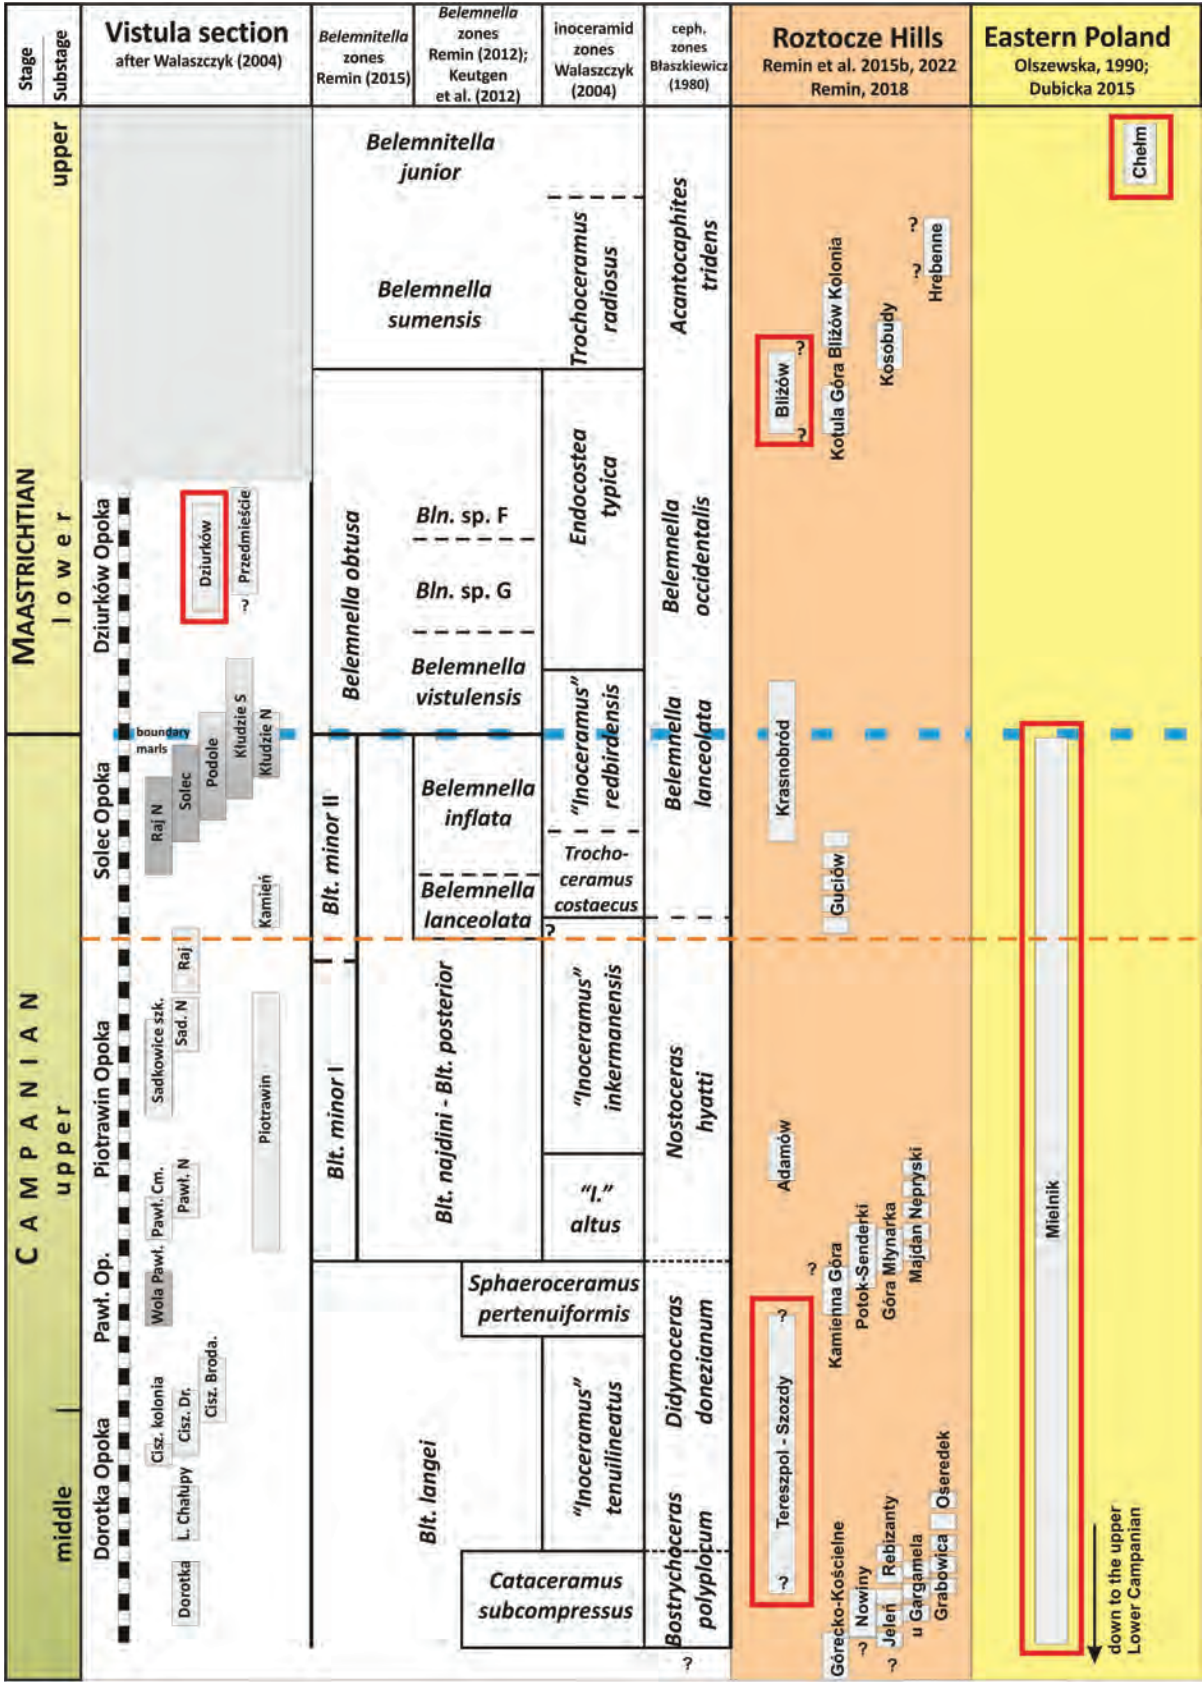 Stage
Substage
Vistula section
after Walaszczyk (2004)
Belemnitella
zones
Remin (2015)
Belemnella
zones
Remin (2012);
Keutgen
et al. (2012)
inoceramid
zones
Walaszczyk
(2004)
ceph.
zones
Błaszkiewicz
(1980)
Roztocze Hills
Remin et al. 2015b, 2022
Remin, 2018
Eastern Poland
Olszewska, 1990;
Dubicka 2015
MAASTRICHTIAN
upper
lower
CAMPANIAN
upper
middle
Dziurków Opoka
Solec Opoka
Piotrawin Opoka
Pawł. Op.
Dorotka Opoka
Dziurków
Przedmieście
?
boundary
marls
Raj N
Solec
Podole
Kłudzie S
Kłudzie N
Kamień
Raj
Sadkowice szk.
Sad. N
Piotrawin
Pawł. Cm.
Pawł. N
Wola Pawł.
Cisz. kolonia
Cisz. Dr.
Cisz. Broda.
L. Chałupy
Dorotka
Belemnitella
junior
Belemnella
sumensis
Belemnella obtusa
Bln. sp. F
Bln. sp. G
Belemnella
vistulensis
Blt. minor II
Belemnella
inflata
Belemnella
lanceolata
Blt. minor I
Blt. najdini - Blt. posterior
Blt. langei
Trochoceramus
radiosus
Endocostea
typica
"Inoceramus"
redbirdensis
Trocho-
ceramus
costaecus
?
"Inoceramus"
inkermanensis
"I."
altus
Sphaeroceramus
pertenuiformis
"Inoceramus"
tenuilineatus
Cataceramus
subcompressus
Acantocaphites
tridens
Belemnella
occidentalis
Belemnella
lanceolata
Nostoceras
hyatti
Didymoceras
donezianum
Bostrychoceras
polyplocum
?
Bliżów
?
?
Kotula Góra
Bliżów Kolonia
Kosobudy
Hrebenne
?
?
Krasnobród
Guciów
Adamów
Kamienna Góra
?
Potok-Senderki
Góra Młynarka
Majdan Nepryski
Tereszpol - Szozdy
?
?
Górecko-Kościelne
Nowiny
?
Jeleń
?
Rebizanty
u Gargamela
Grabowica
Oseredek
Chełm
Mielnik
down to the upper
Lower Campanian